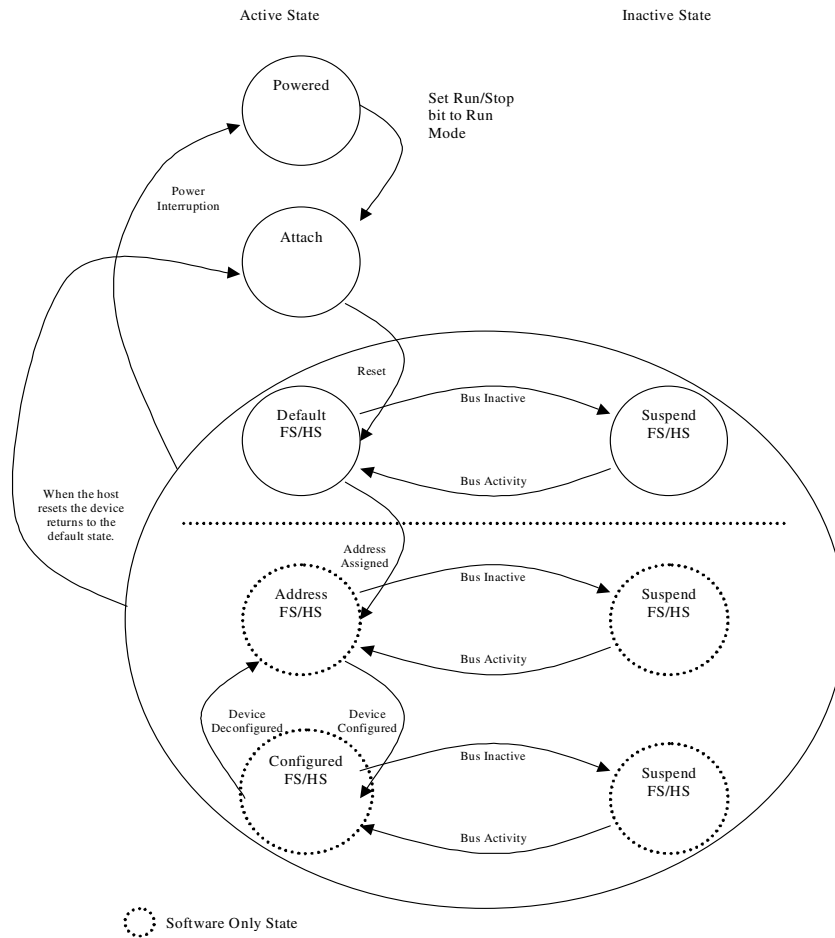 Active State
Inactive State
Powered
Set Run/Stop
bit to Run
Mode
Power
Interruption
Attach
Reset
Default
FS/HS
Bus Inactive
Suspend
FS/HS
Bus Activity
When the host
resets the device
returns to the
default state.
Address
Assigned
Address
FS/HS
Bus Inactive
Suspend
FS/HS
Bus Activity
Device
Deconfigured
Device
Configured
Configured
FS/HS
Bus Inactive
Suspend
FS/HS
Bus Activity
Software Only State